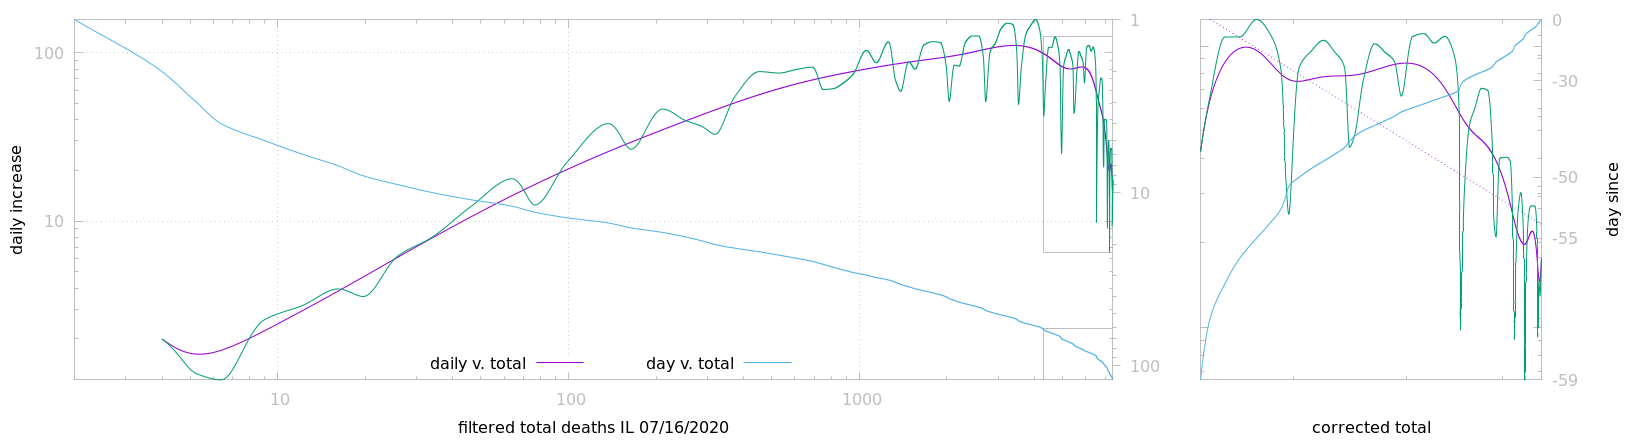 100
10
daily increase
daily v. total
day v. total
10
100
1000
filtered total deaths IL 07/16/2020
1
10
100
0
-30
-50
-55
-59
day since
corrected total